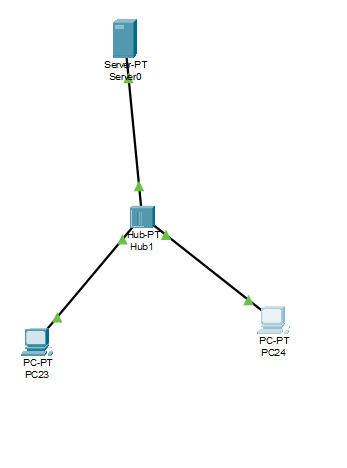 Server-PT
Server0
Hub-PT
Hub1
PC-PT
PC24
PC-PT
PC23